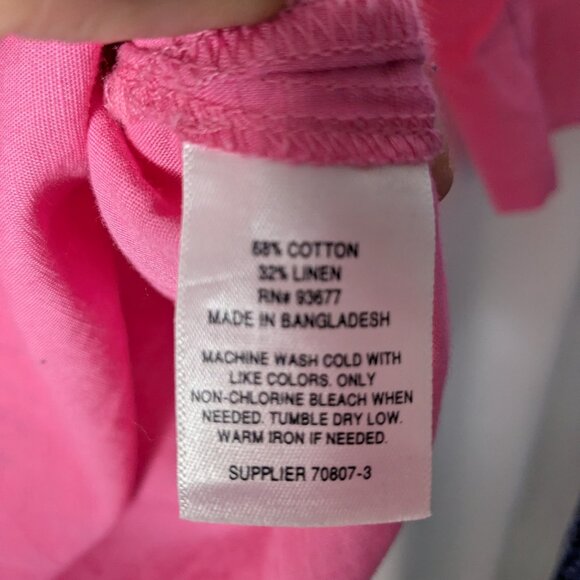 68% COTTON
32% LINEN
RN# 93677
MADE IN BANGLADESH
MACHINE WASH COLD WITH
LIKE COLORS. ONLY
NON-CHLORINE BLEACH WHEN
NEEDED. TUMBLE DRY LOW.
WARM IRON IF NEEDED.
SUPPLIER 70807-3